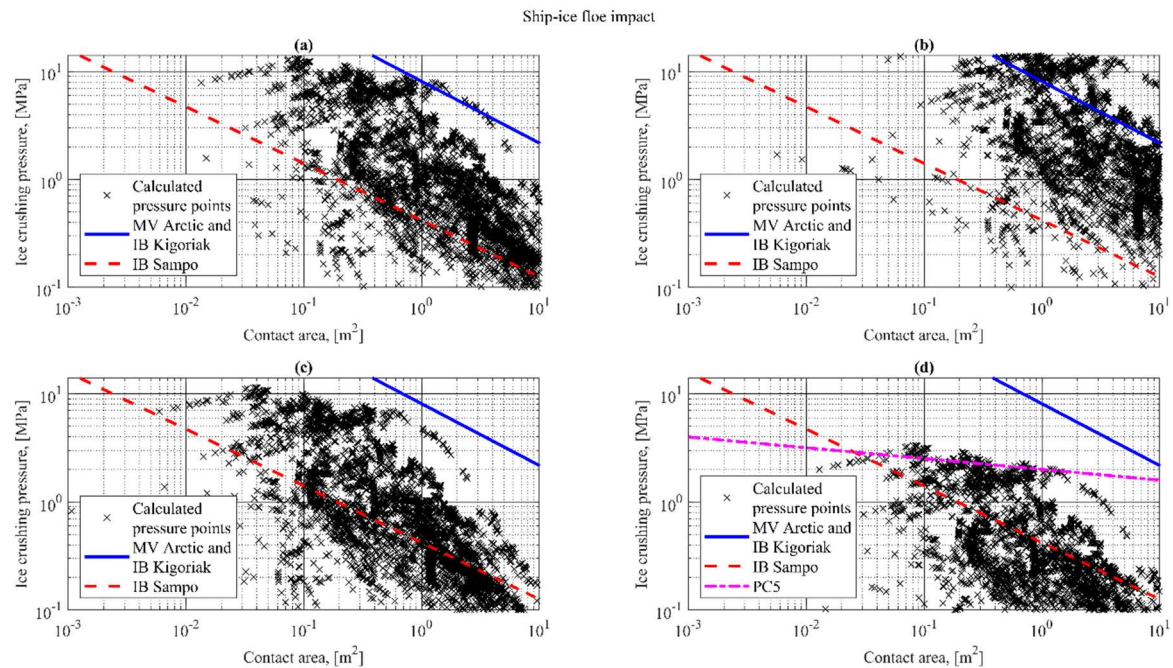 Ship-ice floe impact
(a)
Ice crushing pressure, [MPa]
10^1
10^0
10^-1
Calculated
pressure points
MV Arctic and
IB Kigoriak
IB Sampo
10^-3
10^-2
10^-1
10^0
10^1
Contact area, [m^2]
(b)
Ice crushing pressure, [MPa]
10^1
10^0
10^-1
Calculated
pressure points
MV Arctic and
IB Kigoriak
IB Sampo
10^-3
10^-2
10^-1
10^0
10^1
Contact area, [m^2]
(c)
Ice crushing pressure, [MPa]
10^1
10^0
10^-1
Calculated
pressure points
MV Arctic and
IB Kigoriak
IB Sampo
10^-3
10^-2
10^-1
10^0
10^1
Contact area, [m^2]
(d)
Ice crushing pressure, [MPa]
10^1
10^0
10^-1
Calculated
pressure points
MV Arctic and
IB Kigoriak
IB Sampo
PC5
10^-3
10^-2
10^-1
10^0
10^1
Contact area, [m^2]